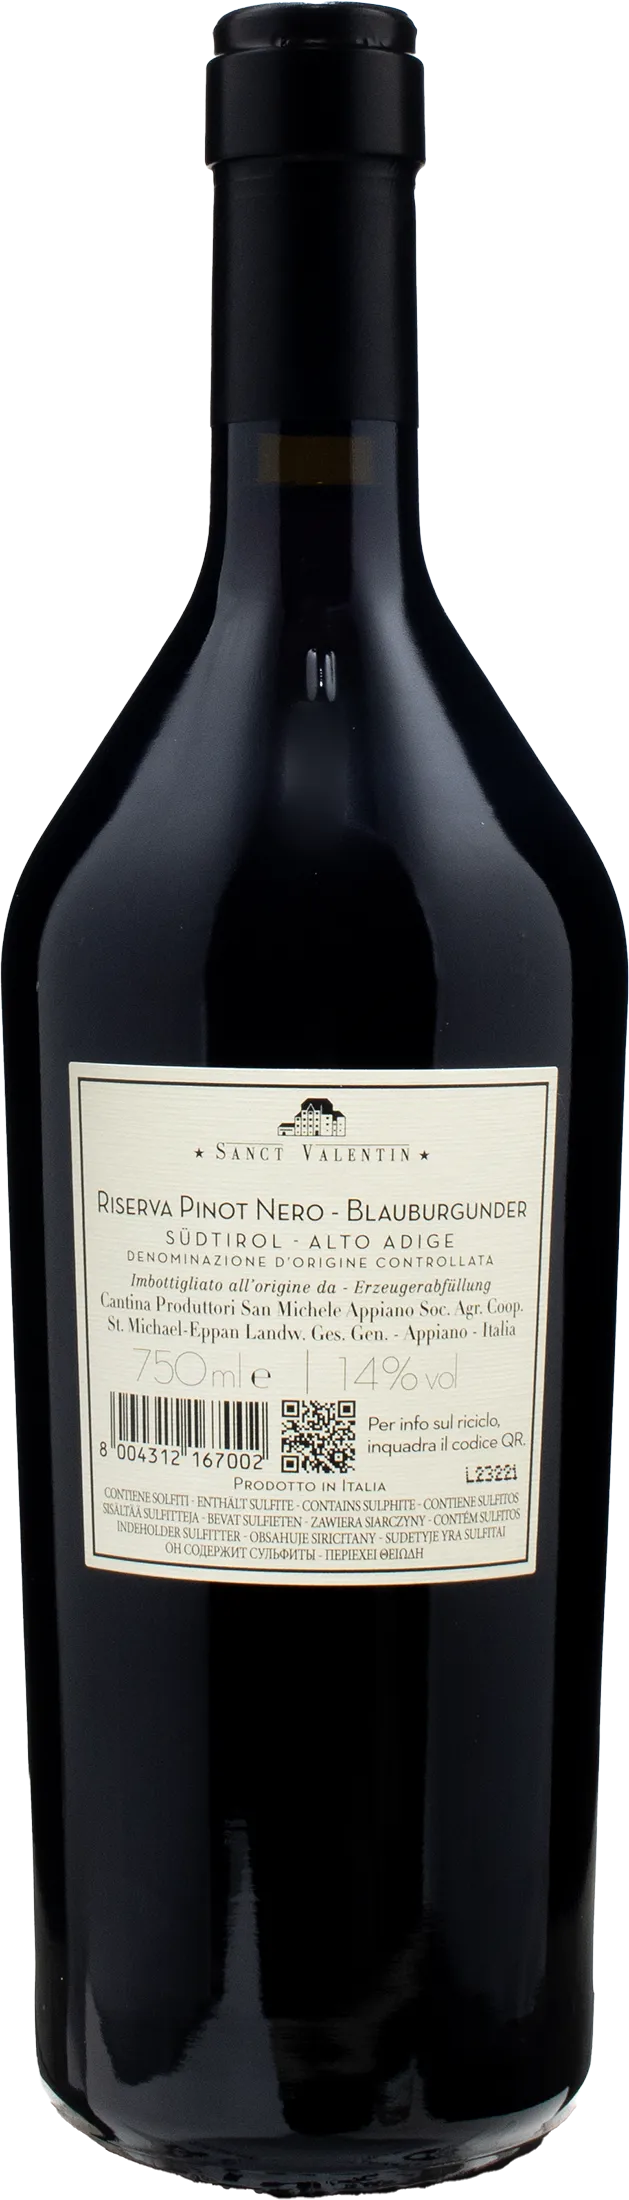 ★ SANCT VALENTIN ★
RISERVA PINOT NERO - BLAUBURGUNDER
SÜDTIROL - ALTO ADIGE
DENOMINAZIONE D'ORIGINE CONTROLLATA
Imbottigliato all'origine da - Erzeugerabfüllung
Cantina Produttori San Michele Appiano Soc. Agr. Coop.
St. Michael-Eppan Landw. Ges. Gen. - Appiano - Italia
750 ml e | 14% vol
Per info sul riciclo,
inquadra il codice QR.
8 004312 167002
L23221
PRODOTTO IN ITALIA
CONTIENE SOLFITI - ENTHÄLT SULFITE - CONTAINS SULPHITE - CONTIENE SULFITOS
SISÄLTÄÄ SULFITTEJA - BEVAT SULFIETEN - ZAWIERA SIARCZYNY - CONTÉM SULFITOS
INDEHOLDER SULFITTER - OBSAHUJE SIRICITANY - SUDETYJE YRA SULFITAI
ОН СОДЕРЖИТ СУЛЬФИТЫ - ΠΕΡΙΕΧΕΙ ΘΕΙΩΔΗ